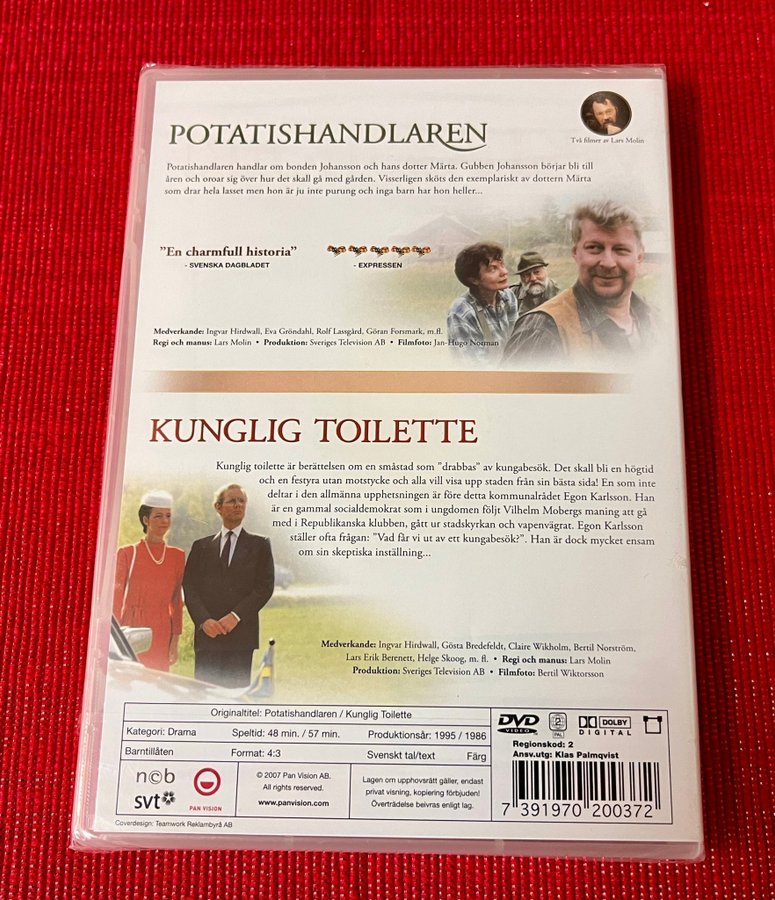 POTATISHANDLAREN
Två filmer av Lars Molin
Potatishandlaren handlar om bonden Johansson och hans dotter Märta. Gubben Johansson börjar bli till
åren och oroar sig över hur det skall gå med gården. Visserligen sköts den exemplariskt av dottern Märta
som drar hela lasset men hon är ju inte purung och inga barn har hon heller...
”En charmfull historia”
- SVENSKA DAGBLADET
- EXPRESSEN
Medverkande: Ingvar Hirdwall, Eva Gröndahl, Rolf Lassgård, Göran Forsmark, m.fl.
Regi och manus: Lars Molin • Produktion: Sveriges Television AB • Filmfoto: Jan-Hugo Norman
KUNGLIG TOILETTE
Kunglig toilette är berättelsen om en småstad som ”drabbas” av kungabesök. Det skall bli en högtid
och en festyra utan motstycke och alla vill visa upp staden från sin bästa sida! En som inte
deltar i den allmänna upphetsningen är före detta kommunalrådet Egon Karlsson. Han
är en gammal socialdemokrat som i ungdomen följt Vilhelm Mobergs maning att gå
med i Republikanska klubben, gått ur stadskyrkan och vapenvägrat. Egon Karlsson
ställer ofta frågan: ”Vad får vi ut av ett kungabesök?”. Han är dock mycket ensam
om sin skeptiska inställning...
Medverkande: Ingvar Hirdwall, Gösta Bredefeldt, Claire Wikholm, Bertil Norström,
Lars Erik Berenett, Helge Skoog, m. fl. • Regi och manus: Lars Molin
Produktion: Sveriges Television AB • Filmfoto: Bertil Wiktorsson
Originaltitel: Potatishandlaren / Kunglig Toilette
Kategori: Drama Speltid: 48 min. / 57 min. Produktionsår: 1995 / 1986
Barntillåten Format: 4:3 Svenskt tal/text Färg
DVD VIDEO 2 PAL DOLBY DIGITAL
Regionskod: 2
Ansv.utg: Klas Palmqvist
ncb svt PAN VISION
© 2007 Pan Vision AB.
All rights reserved.
www.panvision.com
Lagen om upphovsrätt gäller, endast
privat visning, kopiering förbjuden!
Överträdelse beivras enligt lag.
7 391970 200372
Coverdesign: Teamwork Reklambyrå AB